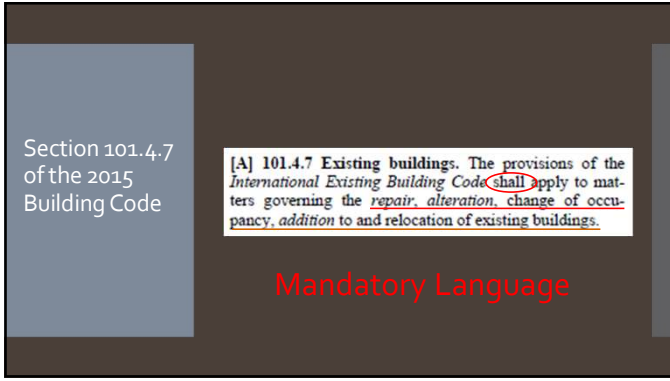 Section 101.4.7
of the 2015
Building Code
[A] 101.4.7 Existing buildings. The provisions of the
International Existing Building Code shall apply to mat-
ters governing the repair, alteration, change of occu-
pancy, addition to and relocation of existing buildings.
Mandatory Language